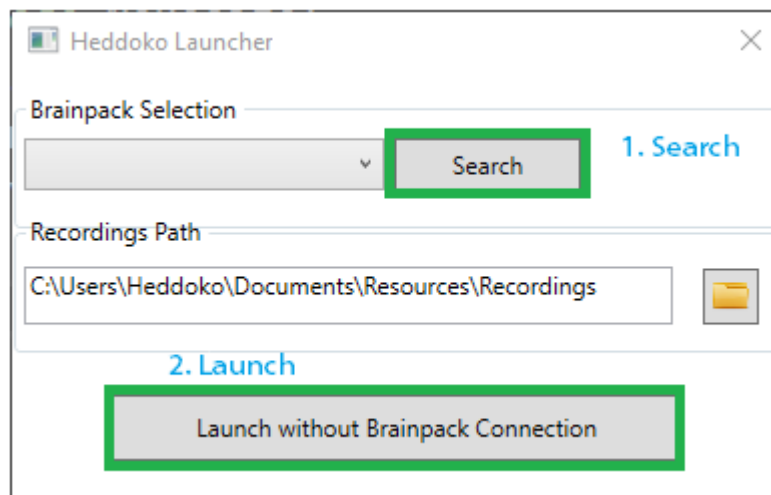 Heddoko Launcher
Brainpack Selection
Search
1. Search
Recordings Path
C:\Users\Heddoko\Documents\Resources\Recordings
2. Launch
Launch without Brainpack Connection